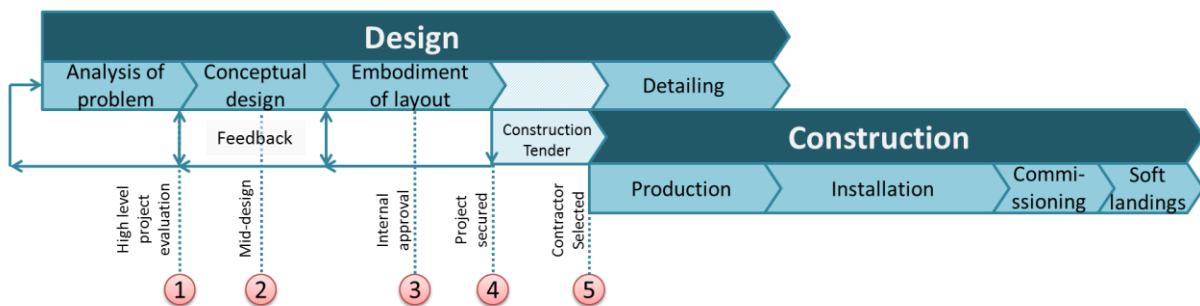 Design
Analysis of
problem
Conceptual
design
Embodiment
of layout
Detailing
Feedback
Construction
Tender
Construction
Production
Installation
Commi-
ssioning
Soft
landings
High level
project
evaluation
Mid-design
Internal
approval
Project
secured
Contractor
Selected
1
2
3
4
5